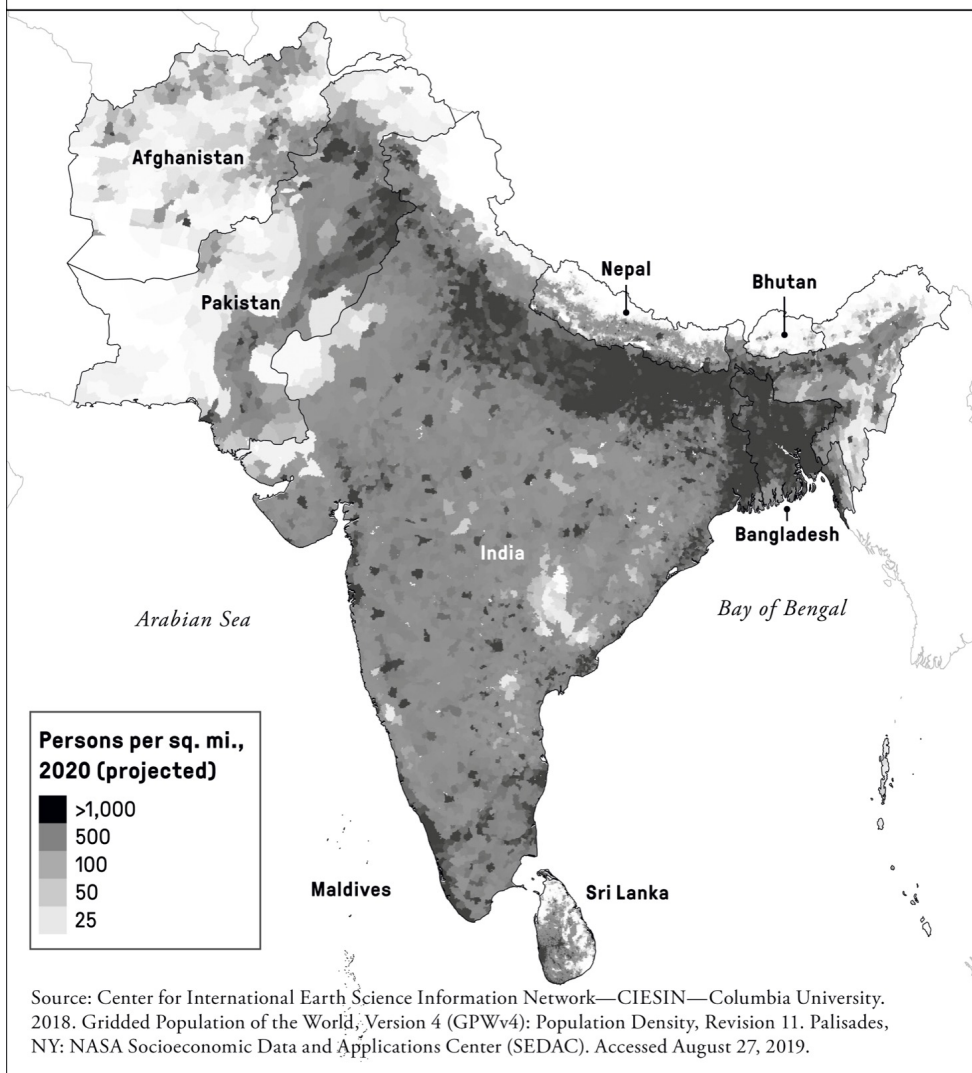 Afghanistan
Nepal
Bhutan
Pakistan
Bangladesh
India
Arabian Sea
Bay of Bengal
Persons per sq. mi.,
2020 (projected)
>1,000
500
100
50
25
Maldives
Sri Lanka
Source: Center for International Earth Science Information Network—CIESIN—Columbia University.
2018. Gridded Population of the World, Version 4 (GPWv4): Population Density, Revision 11. Palisades,
NY: NASA Socioeconomic Data and Applications Center (SEDAC). Accessed August 27, 2019.